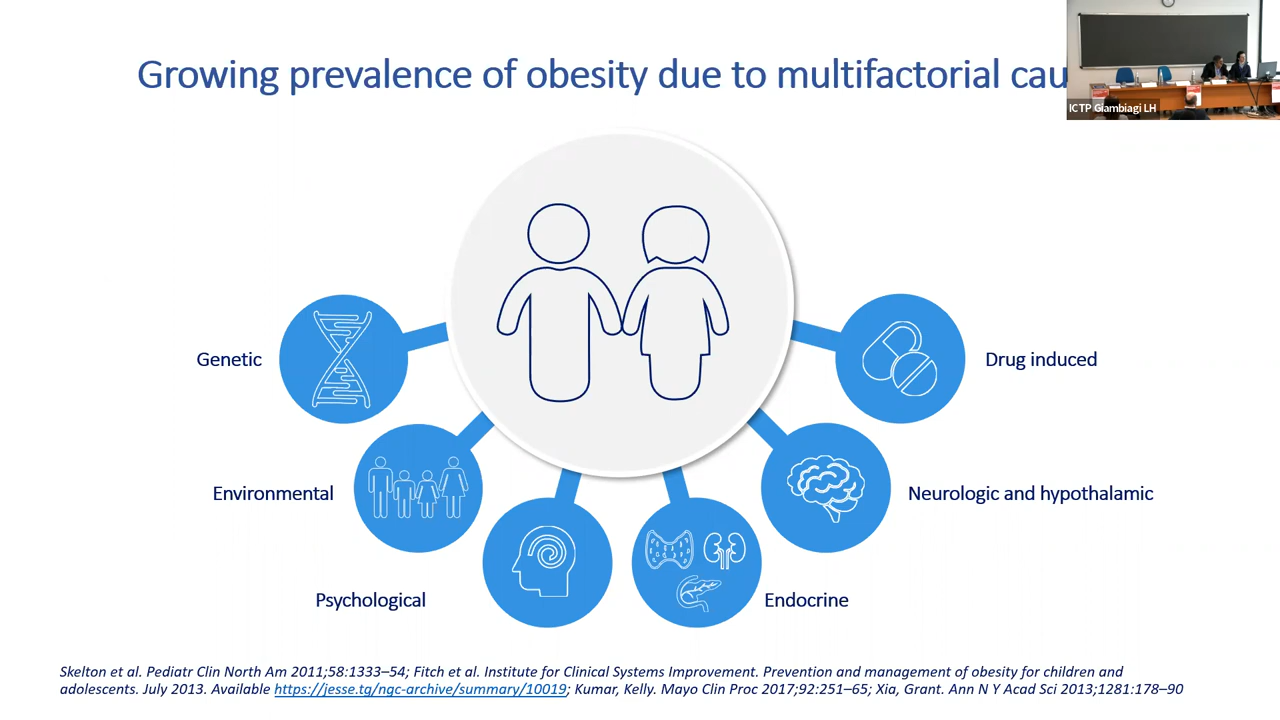 Growing prevalence of obesity due to multifactorial cau
ICTP Giambiagi LH
Genetic
Drug induced
Environmental
Neurologic and hypothalamic
Psychological
Endocrine
Skelton et al. Pediatr Clin North Am 2011;58:1333–54; Fitch et al. Institute for Clinical Systems Improvement. Prevention and management of obesity for children and
adolescents. July 2013. Available https://jesse.tg/ngc-archive/summary/10019; Kumar, Kelly. Mayo Clin Proc 2017;92:251–65; Xia, Grant. Ann N Y Acad Sci 2013;1281:178–90